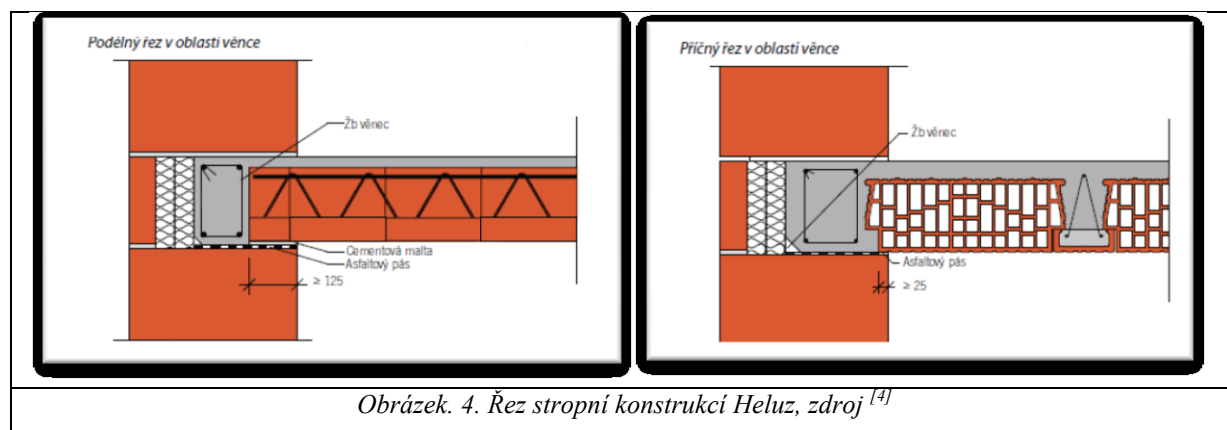 Podélný řez v oblasti věnce
Žb věnec
Cementová malta
Asfaltový pás
≥ 125
Příčný řez v oblasti věnce
Žb věnec
Asfaltový pás
≥ 25
Obrázek. 4. Řez stropní konstrukcí Heluz, zdroj [4]